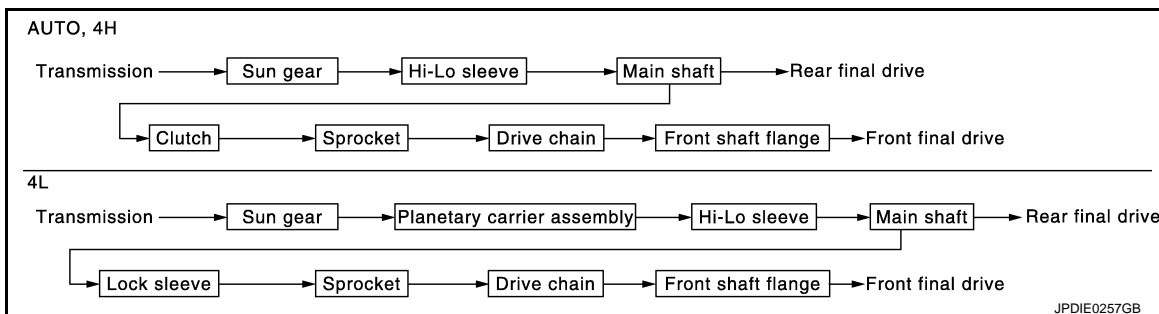 AUTO, 4H
Transmission Sun gear Hi-Lo sleeve Main shaft Rear final drive
Clutch Sprocket Drive chain Front shaft flange Front final drive
4L
Transmission Sun gear Planetary carrier assembly Hi-Lo sleeve Main shaft Rear final drive
Lock sleeve Sprocket Drive chain Front shaft flange Front final drive
JPDIE0257GB